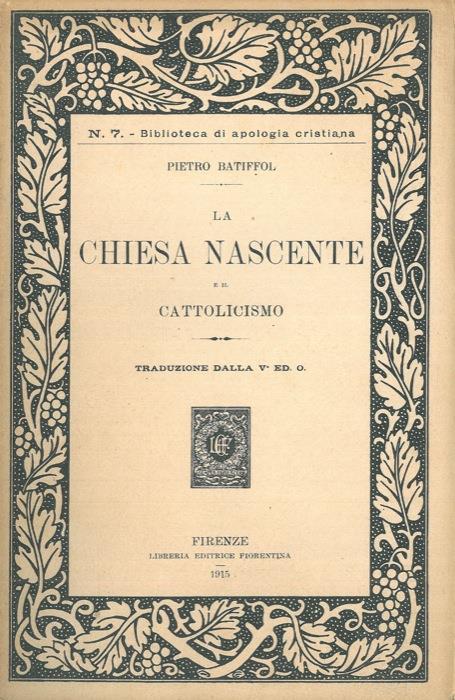 N. 7. - Biblioteca di apologia cristiana
PIETRO BATIFFOL
LA
CHIESA NASCENTE
E IL
CATTOLICISMO
TRADUZIONE DALLA Vª ED. O.
FIRENZE
LIBRERIA EDITRICE FIORENTINA
1915